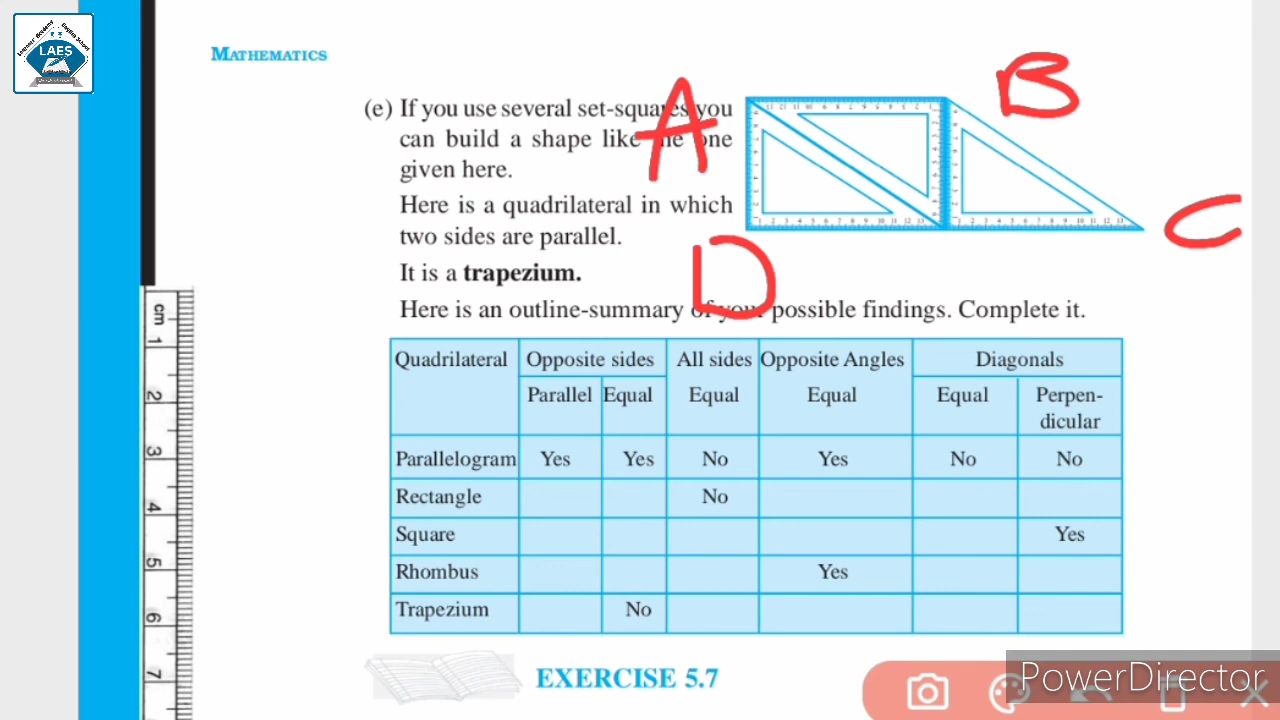 LAES
MATHEMATICS
(e) If you use several set-squares you
can build a shape like the one
given here.
Here is a quadrilateral in which
two sides are parallel.
It is a trapezium.
A
B
C
D
Here is an outline-summary of your possible findings. Complete it.
Quadrilateral Opposite sides All sides Opposite Angles Diagonals
Parallel Equal Equal Equal Equal Perpen-
dicular
Parallelogram Yes Yes No Yes No No
Rectangle No
Square Yes
Rhombus Yes
Trapezium No
EXERCISE 5.7
cm
1
2
3
4
5
6
7
PowerDirector